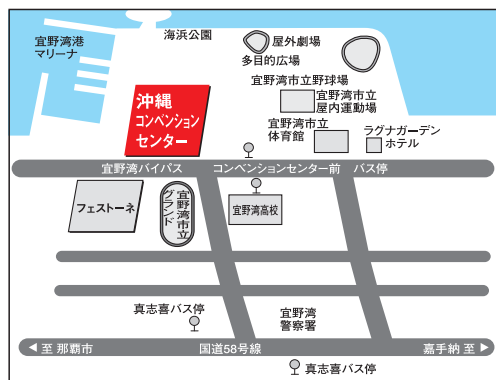 宜野湾港
マリーナ
海浜公園
屋外劇場
多目的広場
宜野湾市立野球場
宜野湾市立
屋内運動場
宜野湾市立
体育館
ラグナガーデン
ホテル
沖縄
コンベンション
センター
宜野湾バイパス
コンベンションセンター前 バス停
フェストーネ
宜野湾市立
グランド
宜野湾高校
真志喜バス停
宜野湾
警察署
◀ 至 那覇市
国道58号線
嘉手納 至 ▶
真志喜バス停